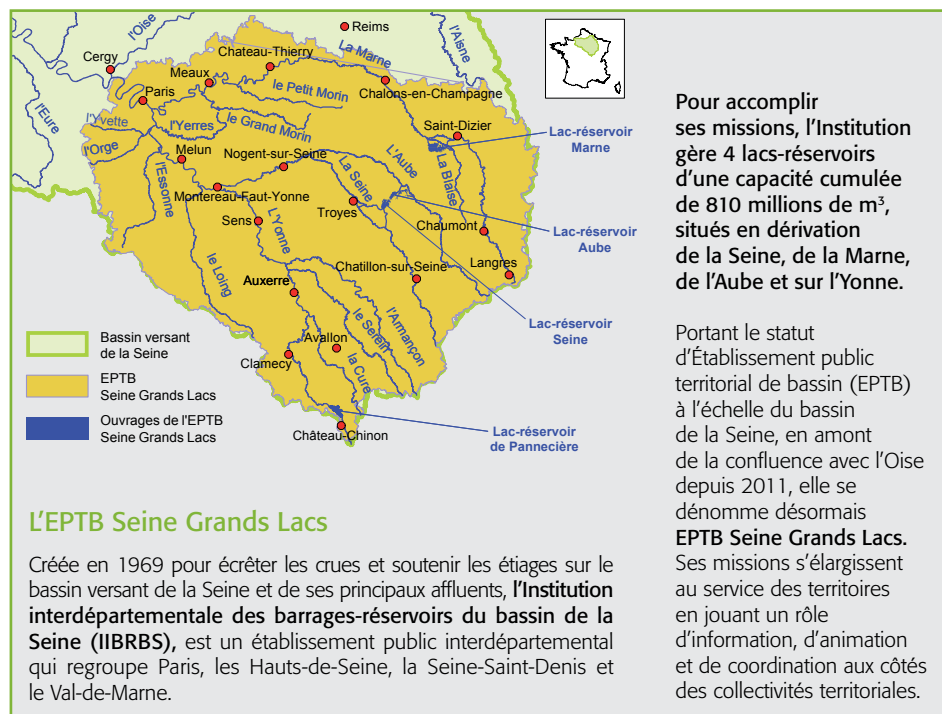 l'Oise
Reims
l'Aisne
La Marne
Cergy
Chateau-Thierry
Meaux
Paris
le Petit Morin
Chalons-en-Champagne
l'Eure
l'Yvette
l'Yerres
le Grand Morin
Saint-Dizier
Lac-réservoir
Marne
l'Orge
Melun
Nogent-sur-Seine
L'Aube
La Blaise
l'Essonne
La Seine
Montereau-Faut-Yonne
Troyes
Sens
L'Yonne
Chaumont
Lac-réservoir
Aube
le Loing
Chatillon-sur-Seine
Langres
Auxerre
l'Armançon
le Serein
Lac-réservoir
Seine
Avallon
la Cure
Clamecy
Château-Chinon
Lac-réservoir
de Pannecière
Bassin versant
de la Seine
EPTB
Seine Grands Lacs
Ouvrages de l'EPTB
Seine Grands Lacs
L'EPTB Seine Grands Lacs
Créée en 1969 pour écrêter les crues et soutenir les étiages sur le
bassin versant de la Seine et de ses principaux affluents, l'Institution
interdépartementale des barrages-réservoirs du bassin de la
Seine (IIBRBS), est un établissement public interdépartemental
qui regroupe Paris, les Hauts-de-Seine, la Seine-Saint-Denis et
le Val-de-Marne.
Pour accomplir
ses missions, l'Institution
gère 4 lacs-réservoirs
d'une capacité cumulée
de 810 millions de m³,
situés en dérivation
de la Seine, de la Marne,
de l'Aube et sur l'Yonne.
Portant le statut
d'Établissement public
territorial de bassin (EPTB)
à l'échelle du bassin
de la Seine, en amont
de la confluence avec l'Oise
depuis 2011, elle se
dénomme désormais
EPTB Seine Grands Lacs.
Ses missions s'élargissent
au service des territoires
en jouant un rôle
d'information, d'animation
et de coordination aux côtés
des collectivités territoriales.